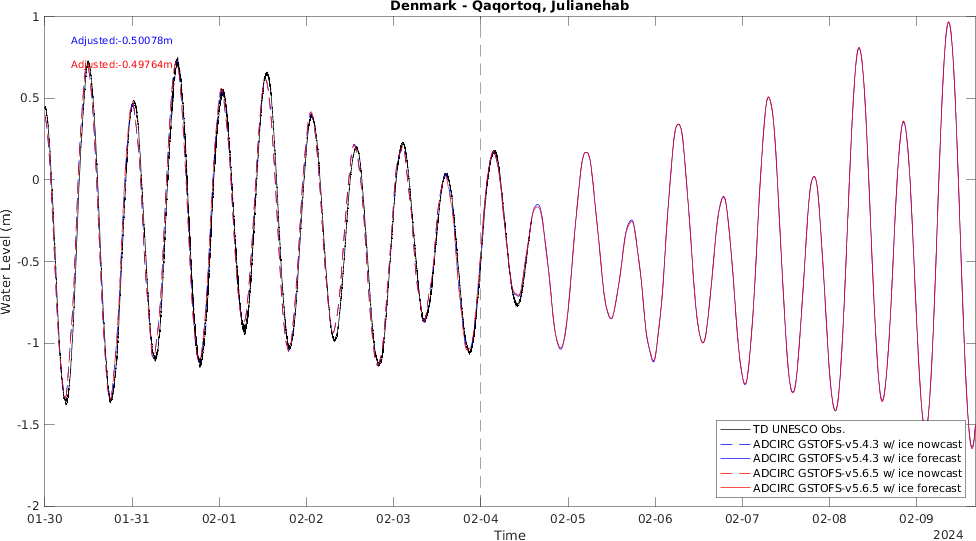 Denmark - Qaqortoq, Julianehab
Adjusted:-0.50078m
Adjusted:-0.49764m
Water Level (m)
1
0.5
0
-0.5
-1
-1.5
-2
TD UNESCO Obs.
ADCIRC GSTOFS-v5.4.3 w/ ice nowcast
ADCIRC GSTOFS-v5.4.3 w/ ice forecast
ADCIRC GSTOFS-v5.6.5 w/ ice nowcast
ADCIRC GSTOFS-v5.6.5 w/ ice forecast
01-30 01-31 02-01 02-02 02-03 02-04 02-05 02-06 02-07 02-08 02-09
Time
2024